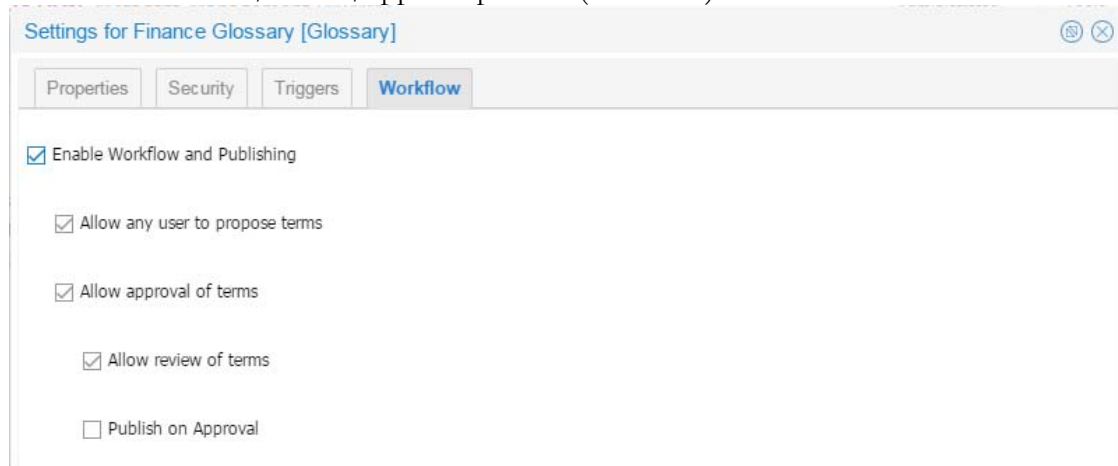 Settings for Finance Glossary [Glossary]
Properties Security Triggers Workflow
Enable Workflow and Publishing
Allow any user to propose terms
Allow approval of terms
Allow review of terms
Publish on Approval